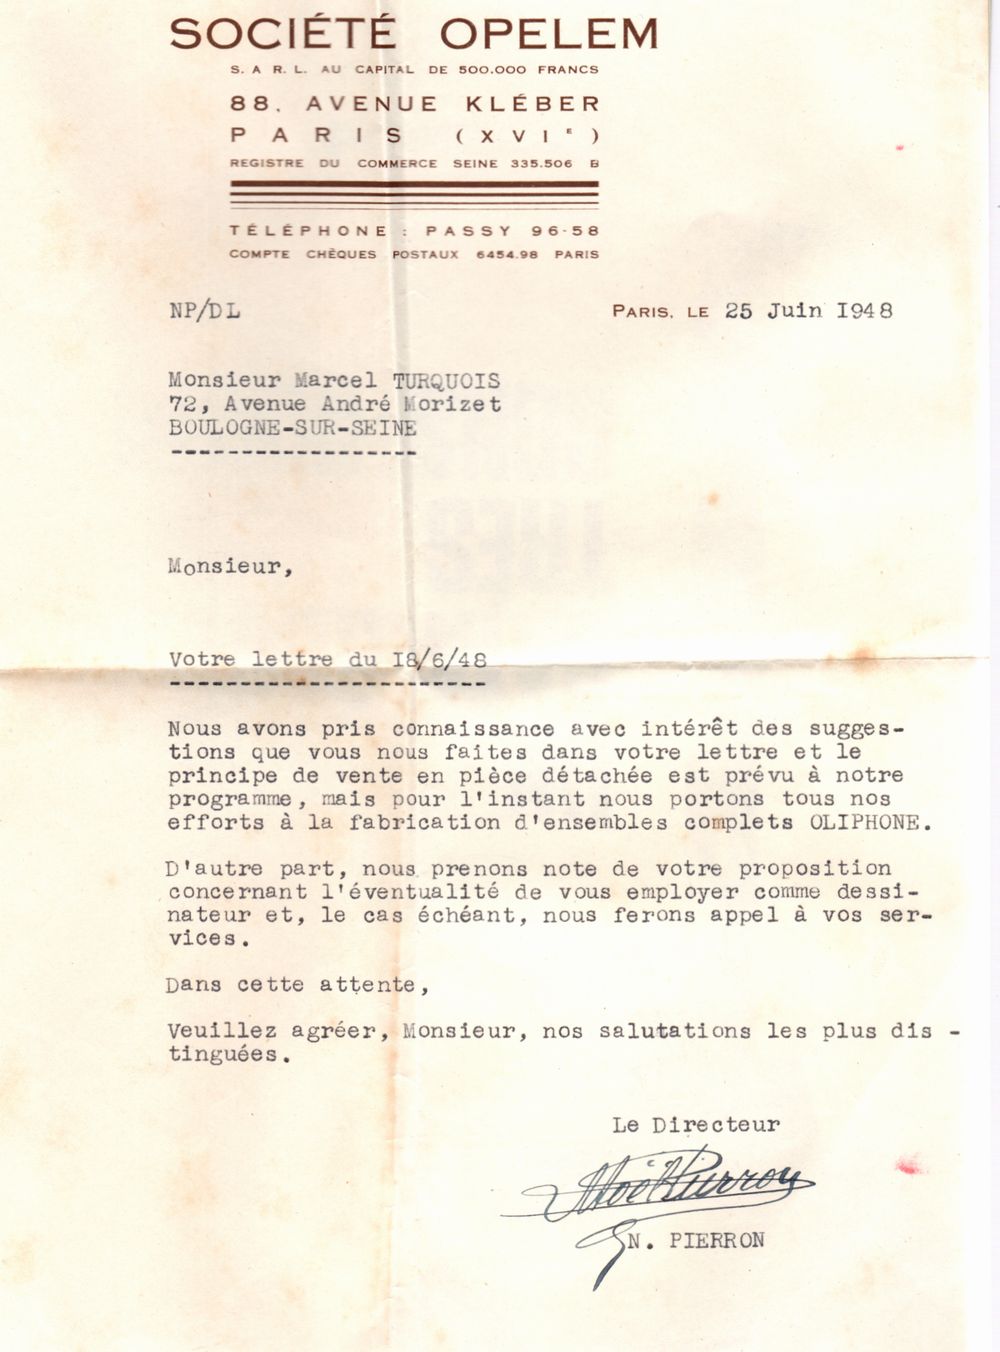 SOCIÉTÉ OPELEM
S. A R. L. AU CAPITAL DE 500.000 FRANCS
88, AVENUE KLÉBER
PARIS (XVIE)
REGISTRE DU COMMERCE SEINE 335.506 B
TÉLÉPHONE : PASSY 96-58
COMPTE CHÈQUES POSTAUX 6454.98 PARIS
NP/DL
PARIS, LE 25 Juin 1948
Monsieur Marcel TURQUOIS
72, Avenue André Morizet
BOULOGNE-SUR-SEINE
------------------
Monsieur,
Votre lettre du I8/6/48
-----------------------
Nous avons pris connaissance avec intérêt des sugges-
tions que vous nous faites dans votre lettre et le
principe de vente en pièce détachée est prévu à notre
programme, mais pour l'instant nous portons tous nos
efforts à la fabrication d'ensembles complets OLIPHONE.
D'autre part, nous prenons note de votre proposition
concernant l'éventualité de vous employer comme dessi-
nateur et, le cas échéant, nous ferons appel à vos ser-
vices.
Dans cette attente,
Veuillez agréer, Monsieur, nos salutations les plus dis -
tinguées.
Le Directeur
Noël Pierron
N. PIERRON